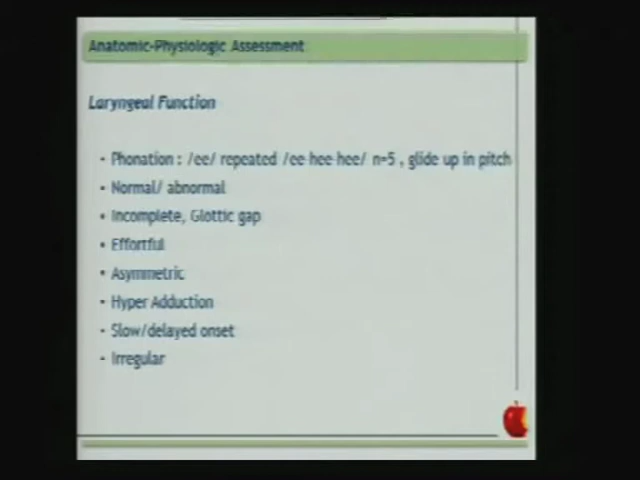 Anatomic-Physiologic Assessment
Laryngeal Function
- Phonation : /ee/ repeated /ee hee hee/ n=5 , glide up in pitch
- Normal/ abnormal
- Incomplete, Glottic gap
- Effortful
- Asymmetric
- Hyper Adduction
- Slow/delayed onset
- Irregular